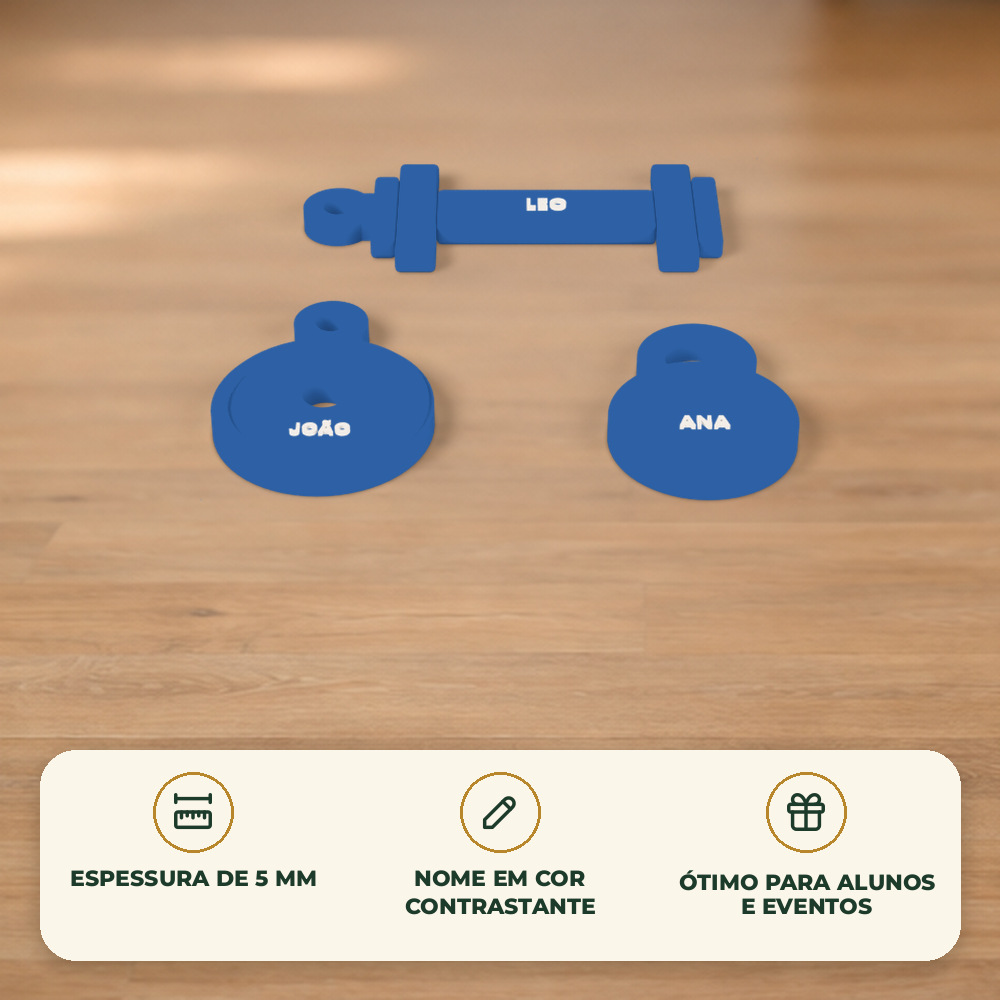 LEO
JOÃO
ANA
ESPESSURA DE 5 MM
NOME EM COR
CONTRASTANTE
ÓTIMO PARA ALUNOS
E EVENTOS